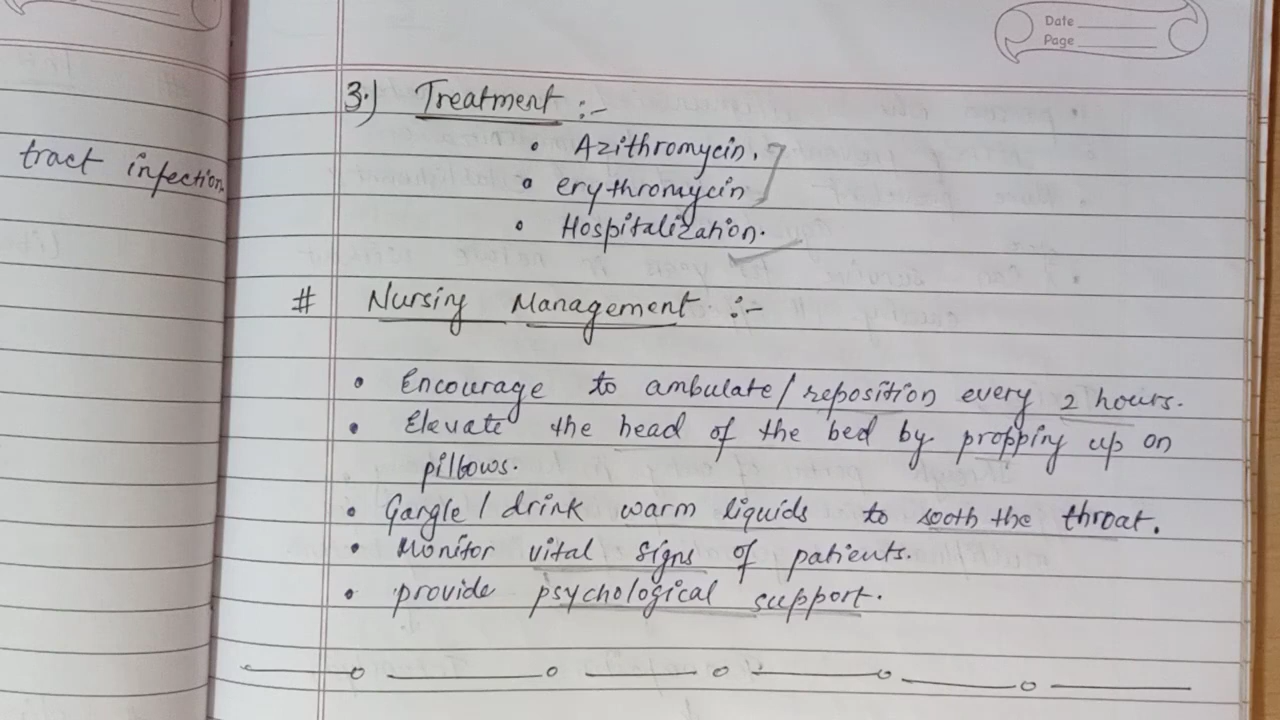 Date
Page
tract infection
3.) Treatment :-
• Azithromycin.
• erythromycin
• Hospitalization.
# Nursing Management :-
• Encourage to ambulate / reposition every 2 hours.
• Elevate the head of the bed by propping up on
pillows.
• Gargle / drink warm liquids to sooth the throat.
• Monitor vital signs of patients.
• provide psychological support.